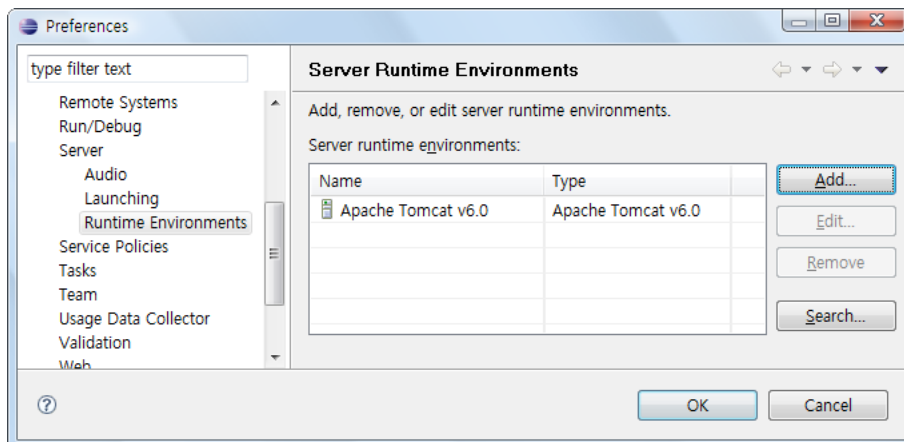 Preferences
type filter text
Remote Systems
Run/Debug
Server
Audio
Launching
Runtime Environments
Service Policies
Tasks
Team
Usage Data Collector
Validation
Web
Server Runtime Environments
Add, remove, or edit server runtime environments.
Server runtime environments:
Name Type
Apache Tomcat v6.0 Apache Tomcat v6.0
Add...
Edit...
Remove
Search...
OK Cancel